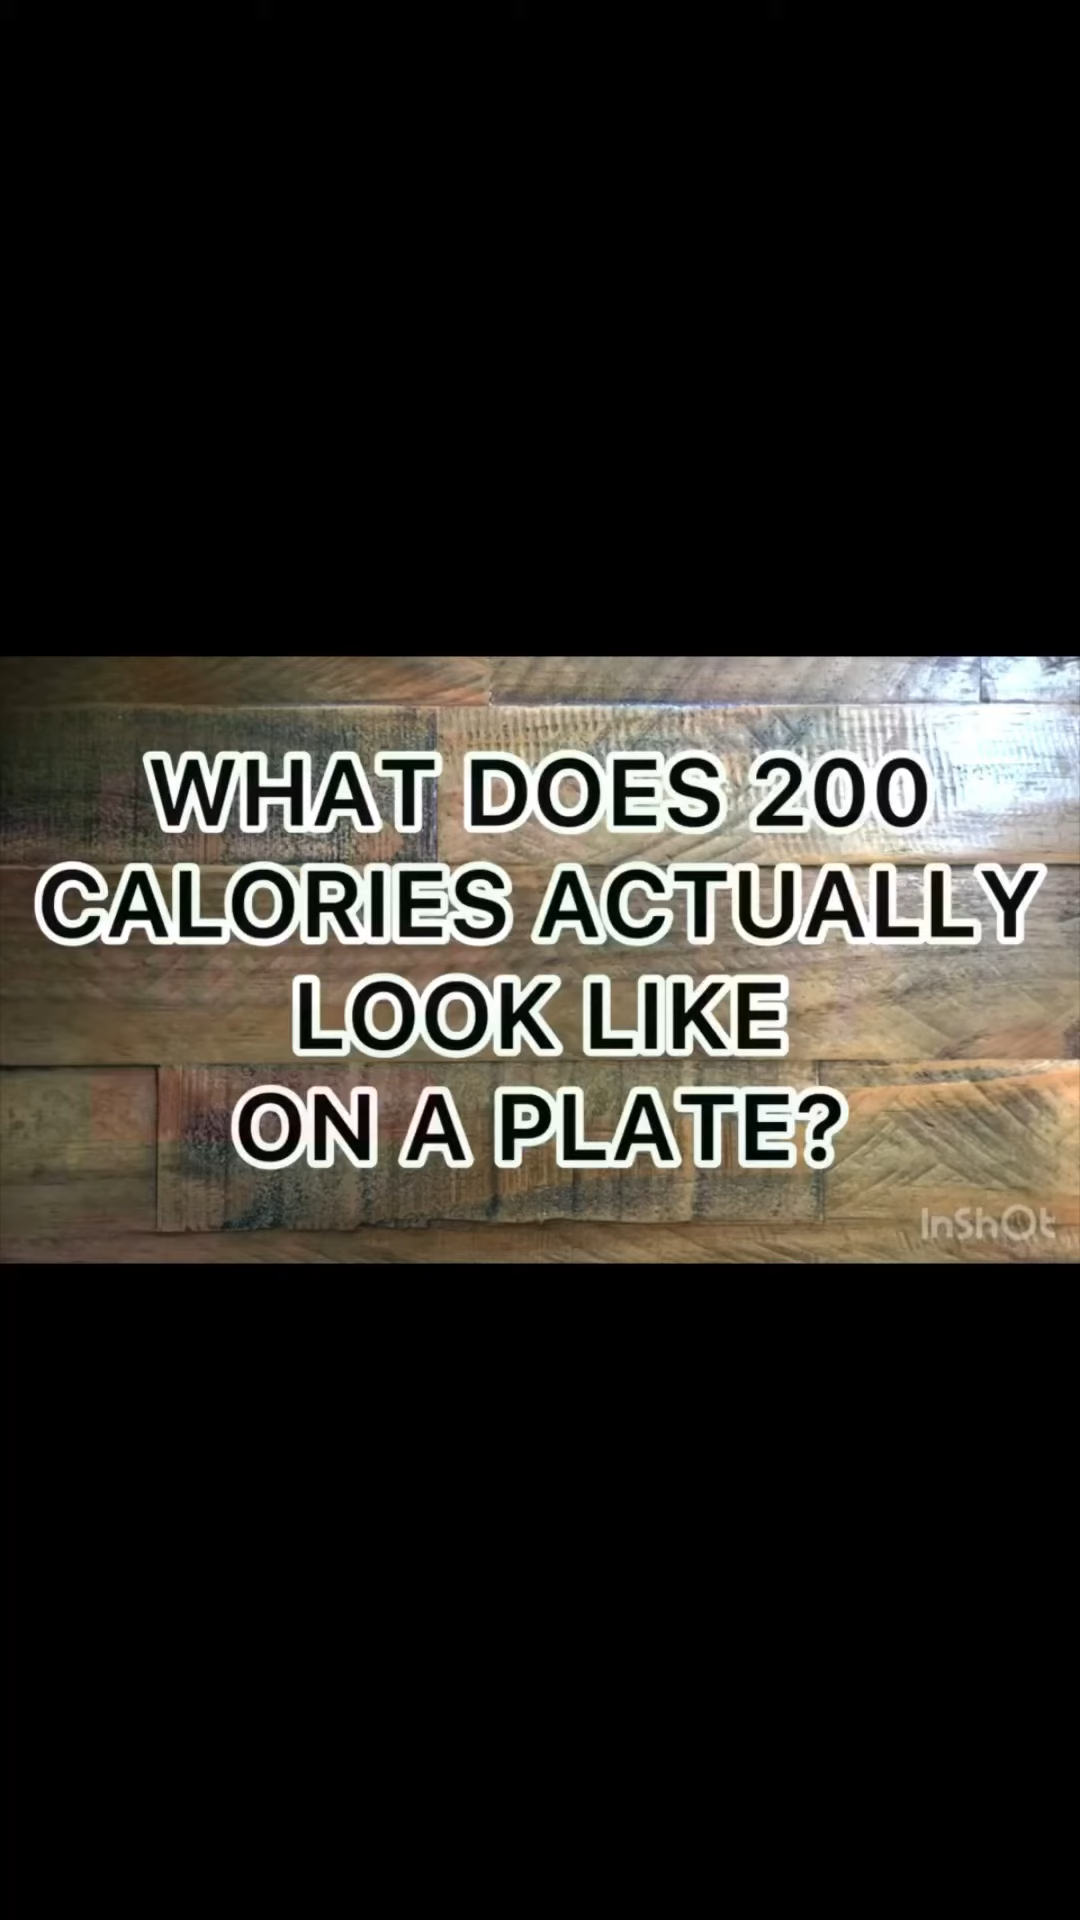 WHAT DOES 200
CALORIES ACTUALLY
LOOK LIKE
ON A PLATE?
InShOt